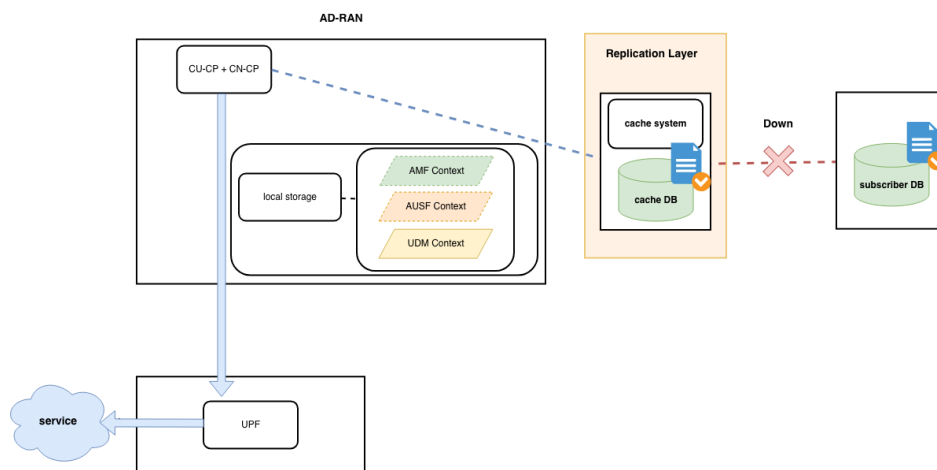 AD-RAN
CU-CP + CN-CP
Replication Layer
cache system
Down
cache DB
subscriber DB
local storage
AMF Context
AUSF Context
UDM Context
service
UPF